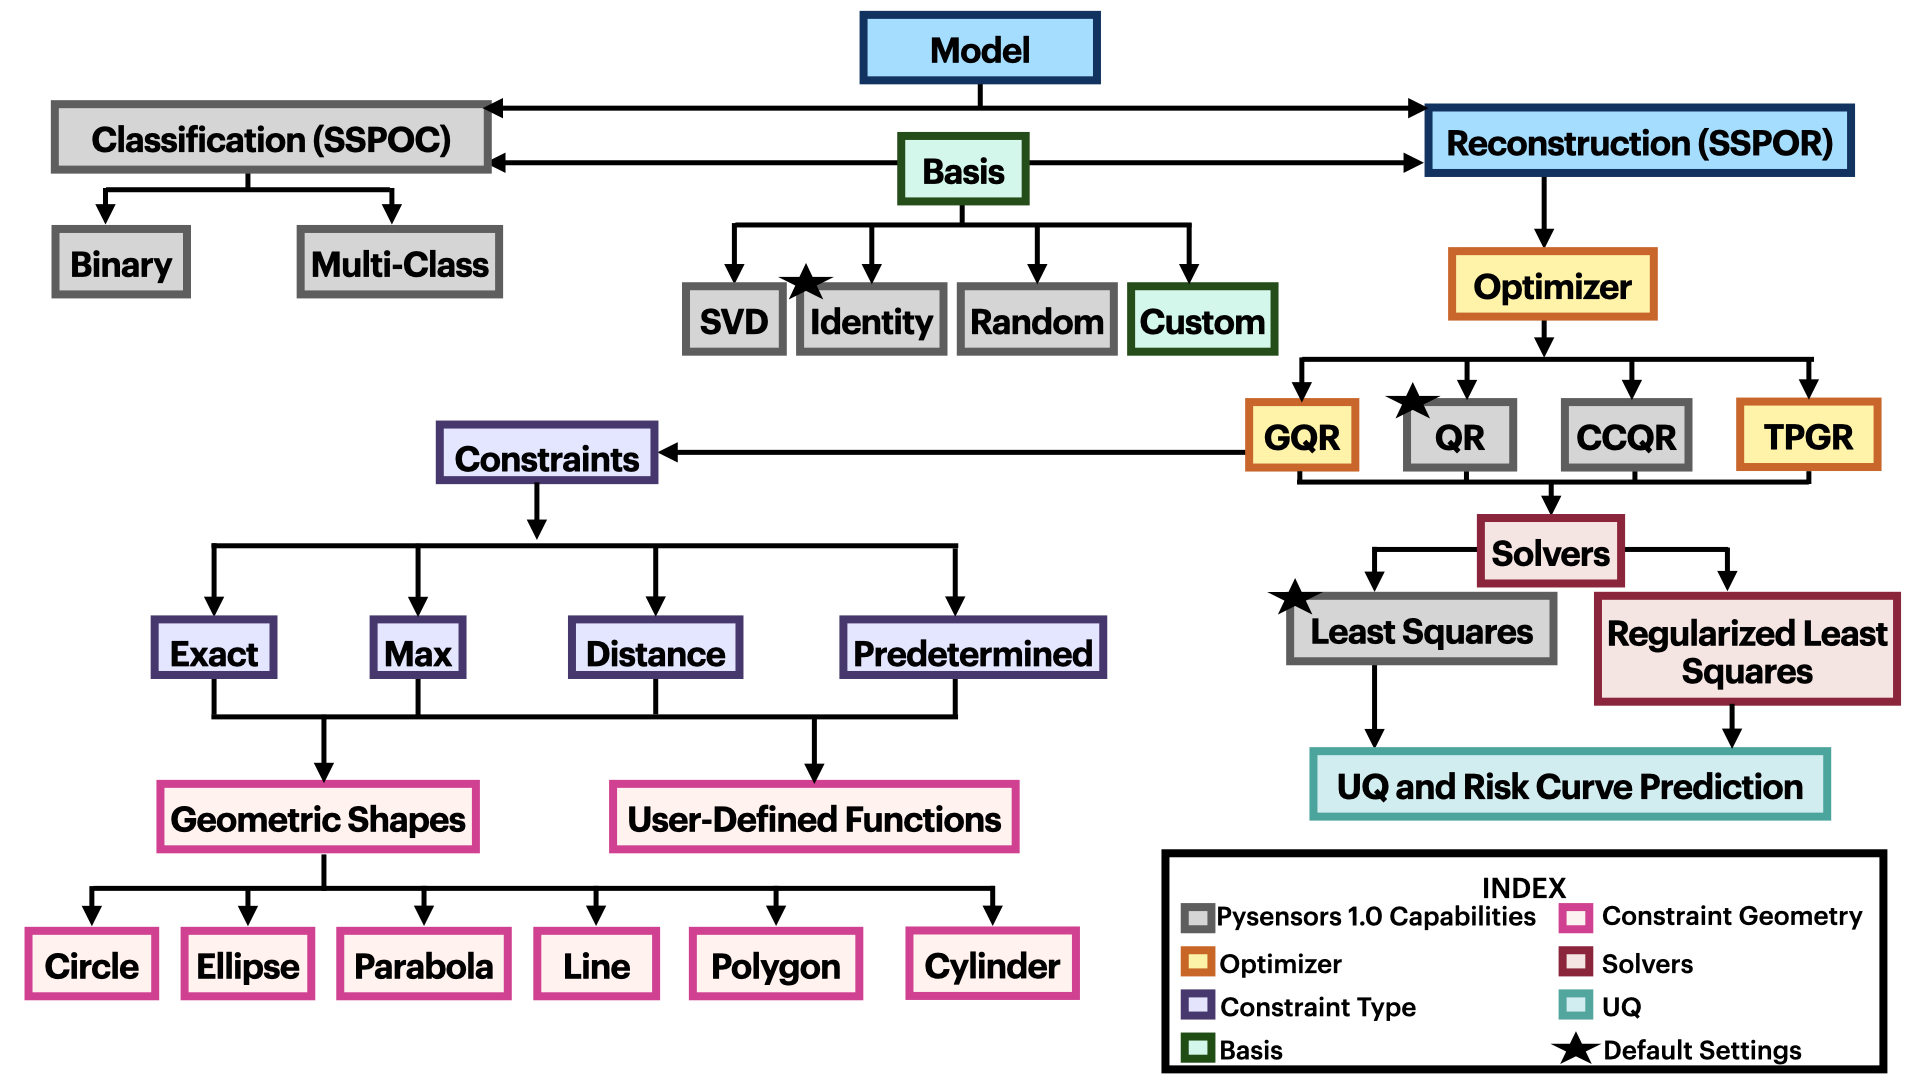 Model
Classification (SSPOC)
Basis
Reconstruction (SSPOR)
Binary
Multi-Class
SVD
Identity
Random
Custom
Optimizer
GQR
QR
CCQR
TPGR
Constraints
Solvers
Exact
Max
Distance
Predetermined
Least Squares
Regularized Least
Squares
Geometric Shapes
User-Defined Functions
UQ and Risk Curve Prediction
Circle
Ellipse
Parabola
Line
Polygon
Cylinder
INDEX
Pysensors 1.0 Capabilities
Constraint Geometry
Optimizer
Solvers
Constraint Type
UQ
Basis
Default Settings